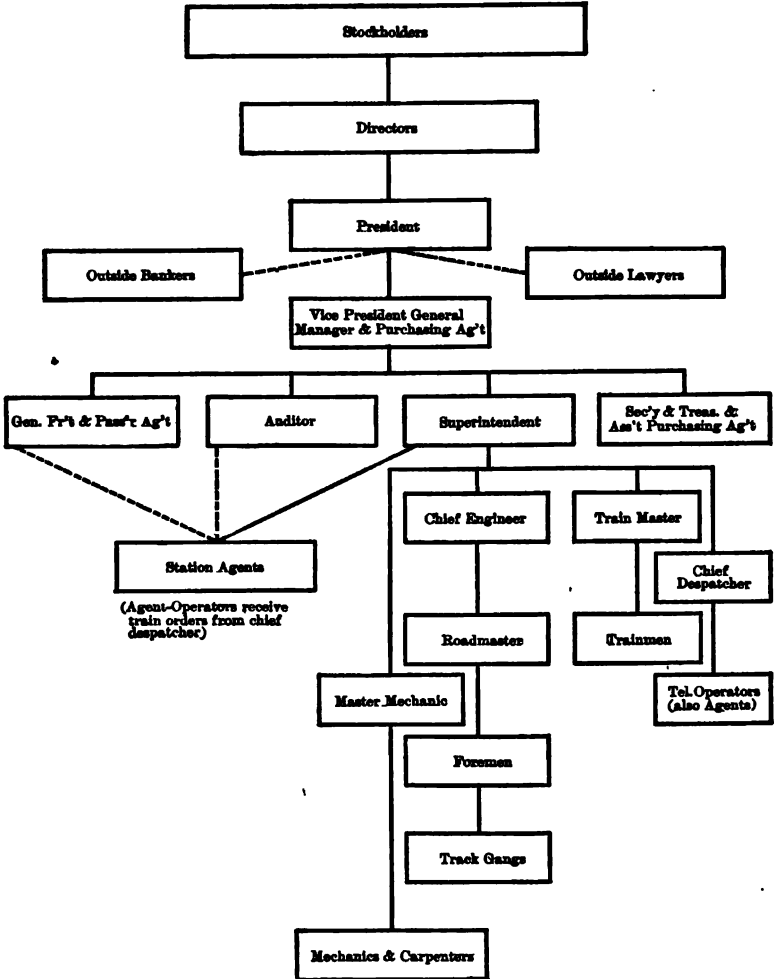 Stockholders
Directors
President
Outside Bankers
Outside Lawyers
Vice President General
Manager & Purchasing Ag't
Gen. Fr't & Pass'r Ag't
Auditor
Superintendent
Sec'y & Treas. &
Ass't Purchasing Ag't
Chief Engineer
Train Master
Station Agents
(Agent-Operators receive
train orders from chief
despatcher)
Chief
Despatcher
Roadmaster
Trainmen
Master Mechanic
Tel. Operators
(also Agents)
Foremen
Track Gangs
Mechanics & Carpenters